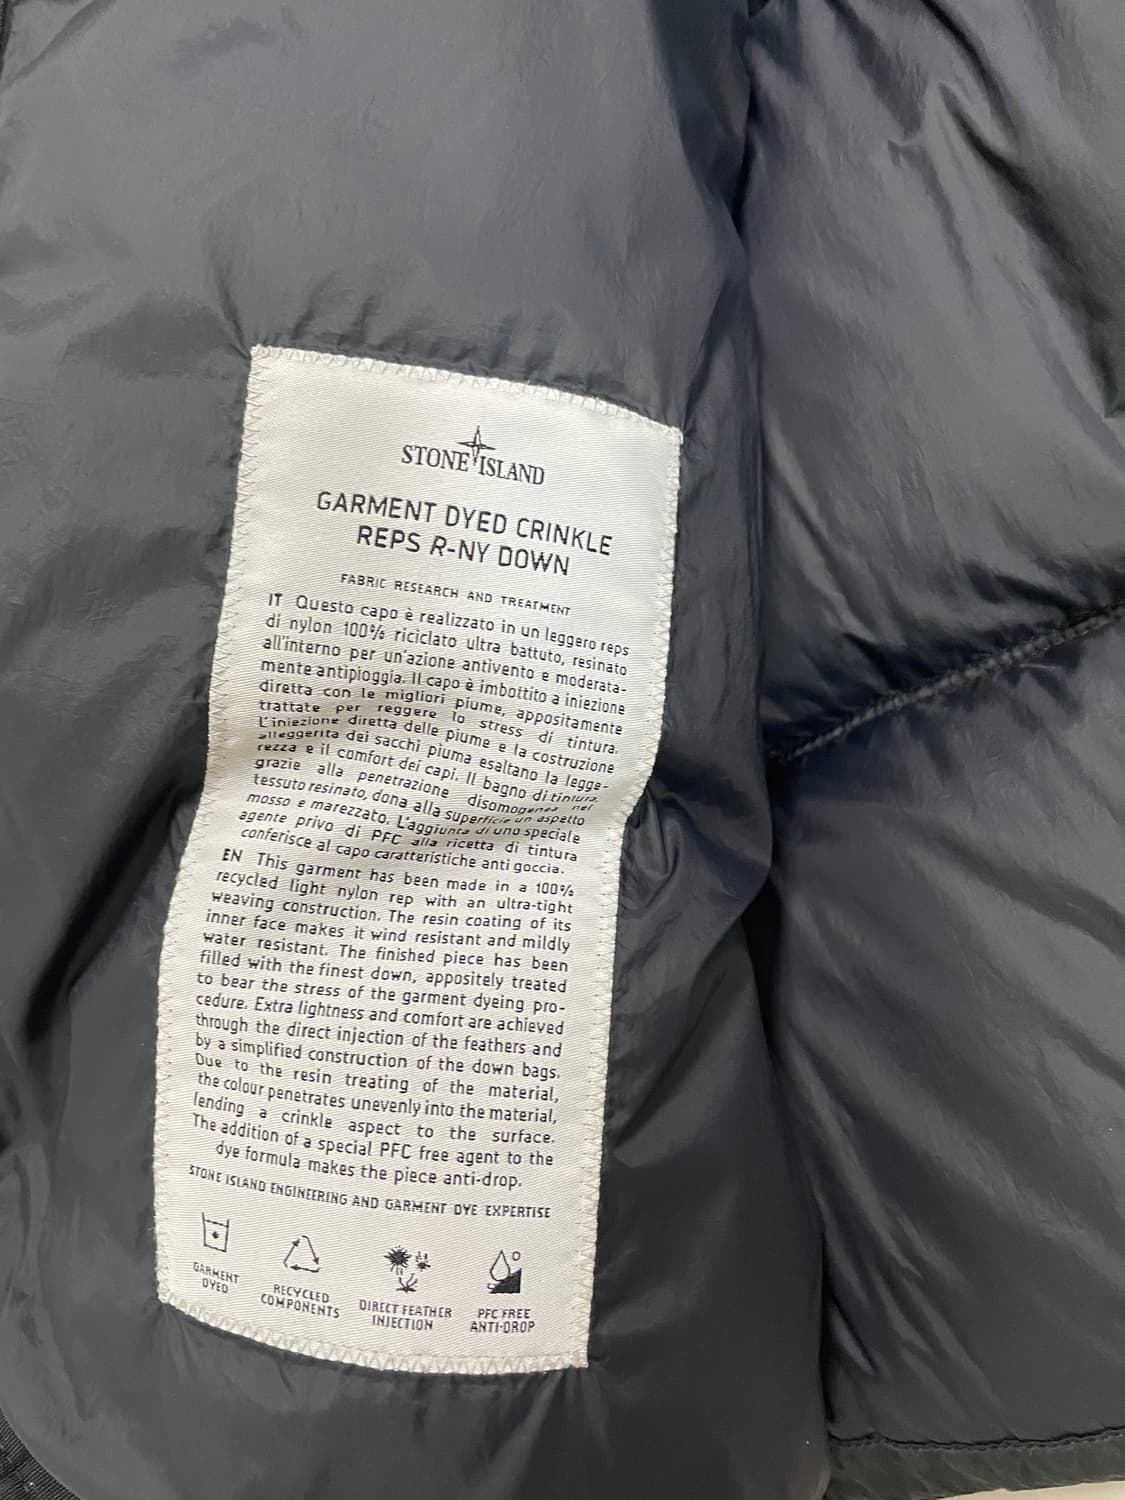 STONE ISLAND
GARMENT DYED CRINKLE
REPS R-NY DOWN
FABRIC RESEARCH AND TREATMENT
IT Questo capo è realizzato in un leggero reps
di nylon 100% riciclato ultra battuto, resinato
all'interno per un'azione antivento e moderata-
mente antipioggia. Il capo è imbottito a iniezione
diretta con le migliori piume, appositamente
trattate per reggere lo stress di tintura.
L'iniezione diretta delle piume e la costruzione
alleggerita dei sacchi piuma esaltano la legge-
rezza e il comfort dei capi. Il bagno di tintura,
grazie alla penetrazione disomogenea nel
tessuto resinato, dona alla superficie un aspetto
mosso e marezzato. L'aggiunta di uno speciale
agente privo di PFC alla ricetta di tintura
conferisce al capo caratteristiche anti goccia.
EN This garment has been made in a 100%
recycled light nylon rep with an ultra-tight
weaving construction. The resin coating of its
inner face makes it wind resistant and mildly
water resistant. The finished piece has been
filled with the finest down, appositely treated
to bear the stress of the garment dyeing pro-
cedure. Extra lightness and comfort are achieved
through the direct injection of the feathers and
by a simplified construction of the down bags.
Due to the resin treating of the material,
the colour penetrates unevenly into the material,
lending a crinkle aspect to the surface.
The addition of a special PFC free agent to the
dye formula makes the piece anti-drop.
STONE ISLAND ENGINEERING AND GARMENT DYE EXPERTISE
GARMENT
DYED
RECYCLED
COMPONENTS
DIRECT FEATHER
INJECTION
PFC FREE
ANTI-DROP